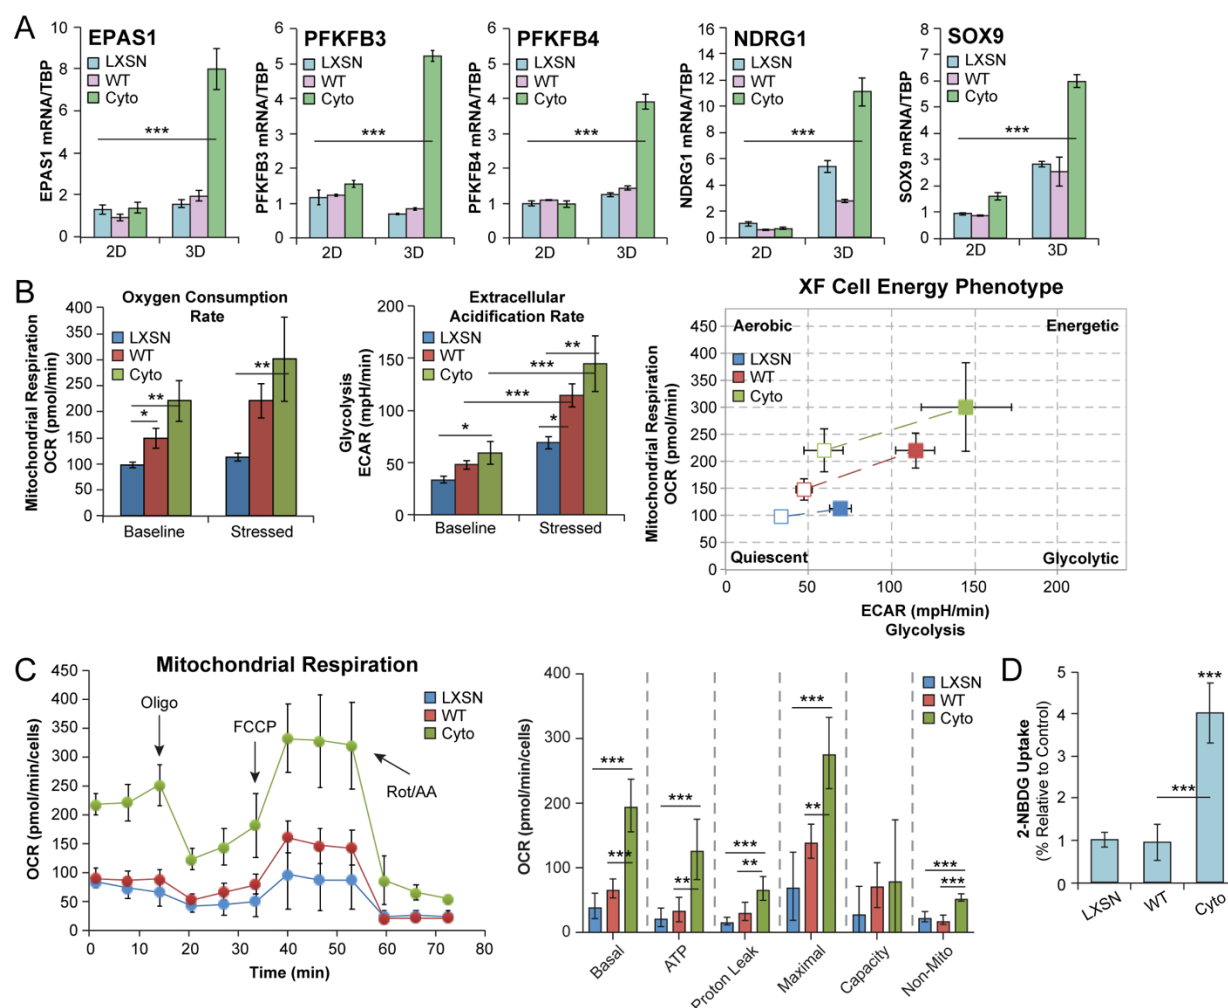 A
EPAS1
LXSN
WT
Cyto
***
EPAS1 mRNA/TBP
10
8
6
4
2
0
2D
3D
PFKFB3
LXSN
WT
Cyto
***
PFKFB3 mRNA/TBP
6
5
4
3
2
1
0
2D
3D
PFKFB4
LXSN
WT
Cyto
***
PFKFB4 mRNA/TBP
6
5
4
3
2
1
0
2D
3D
NDRG1
LXSN
WT
Cyto
***
NDRG1 mRNA/TBP
16
14
12
10
8
6
4
2
0
2D
3D
SOX9
LXSN
WT
Cyto
***
SOX9 mRNA/TBP
8
7
6
5
4
3
2
1
0
2D
3D
B
Oxygen Consumption
Rate
LXSN
WT
Cyto
**
*
**
Mitochondrial Respiration
OCR (pmol/min)
400
350
300
250
200
150
100
50
0
Baseline
Stressed
Extracellular
Acidification Rate
LXSN
WT
Cyto
**
***
***
*
*
Glycolysis
ECAR (mpH/min)
200
150
100
50
0
Baseline
Stressed
XF Cell Energy Phenotype
Aerobic
Energetic
LXSN
WT
Cyto
Quiescent
Glycolytic
Mitochondrial Respiration
OCR (pmol/min)
450
400
350
300
250
200
150
100
50
0
0
50
100
150
200
ECAR (mpH/min)
Glycolysis
C
Mitochondrial Respiration
Oligo
FCCP
Rot/AA
LXSN
WT
Cyto
OCR (pmol/min/cells)
450
400
350
300
250
200
150
100
50
0
0
10
20
30
40
50
60
70
80
Time (min)
LXSN
WT
Cyto
OCR (pmol/min/cells)
400
300
200
100
0
***
***
***
**
***
**
***
**
***
***
Basal
ATP
Proton Leak
Maximal
Capacity
Non-Mito
D
***
***
2-NBDG Uptake
(% Relative to Control)
5
4
3
2
1
0
LXSN
WT
Cyto